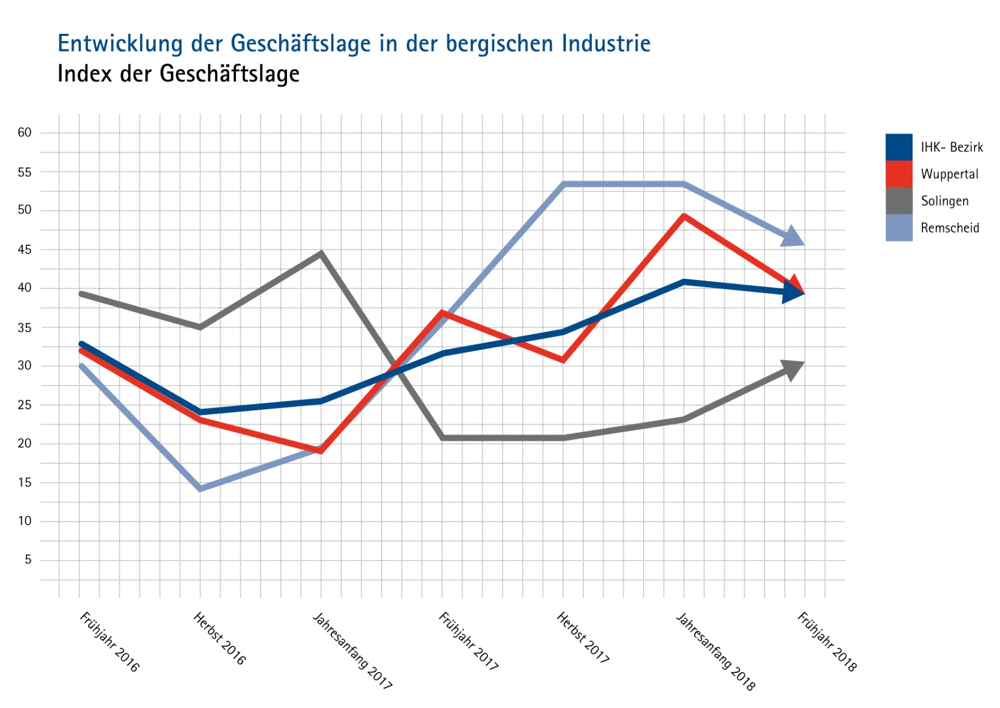 Entwicklung der Geschäftslage in der bergischen Industrie
Index der Geschäftslage
60
55
50
45
40
35
30
25
20
15
10
5
IHK- Bezirk
Wuppertal
Solingen
Remscheid
Frühjahr 2016
Herbst 2016
Jahresanfang 2017
Frühjahr 2017
Herbst 2017
Jahresanfang 2018
Frühjahr 2018